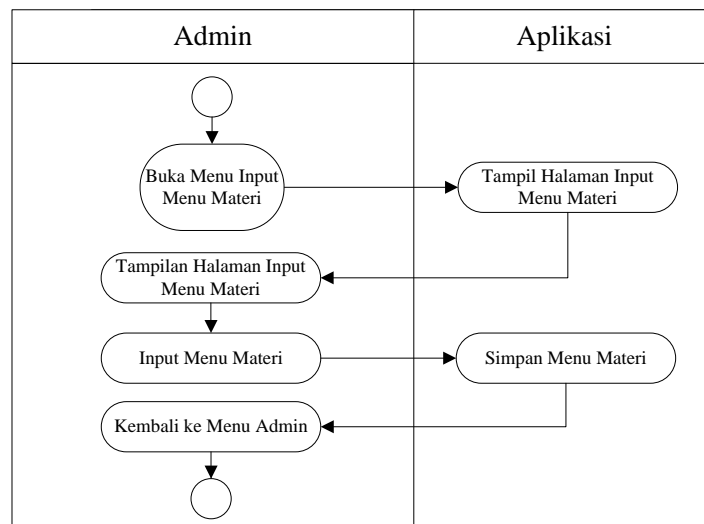 Admin
Aplikasi
Buka Menu Input
Menu Materi
Tampil Halaman Input
Menu Materi
Tampilan Halaman Input
Menu Materi
Input Menu Materi
Simpan Menu Materi
Kembali ke Menu Admin